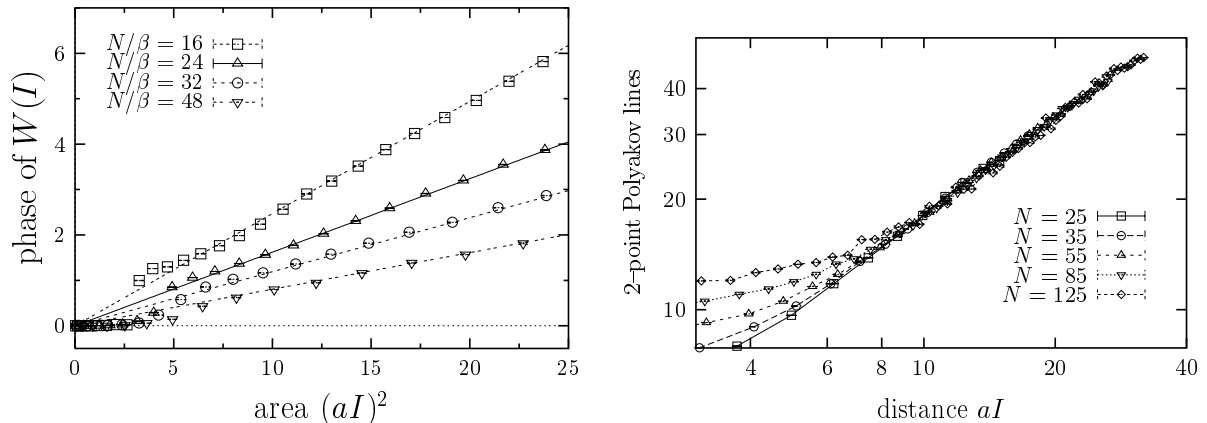 phase of W(I)
6
4
2
0
N/β = 16
N/β = 24
N/β = 32
N/β = 48
0 5 10 15 20 25
area (aI)²
2–point Polyakov lines
40
30
20
10
N = 25
N = 35
N = 55
N = 85
N = 125
4 6 8 10 20 40
distance aI